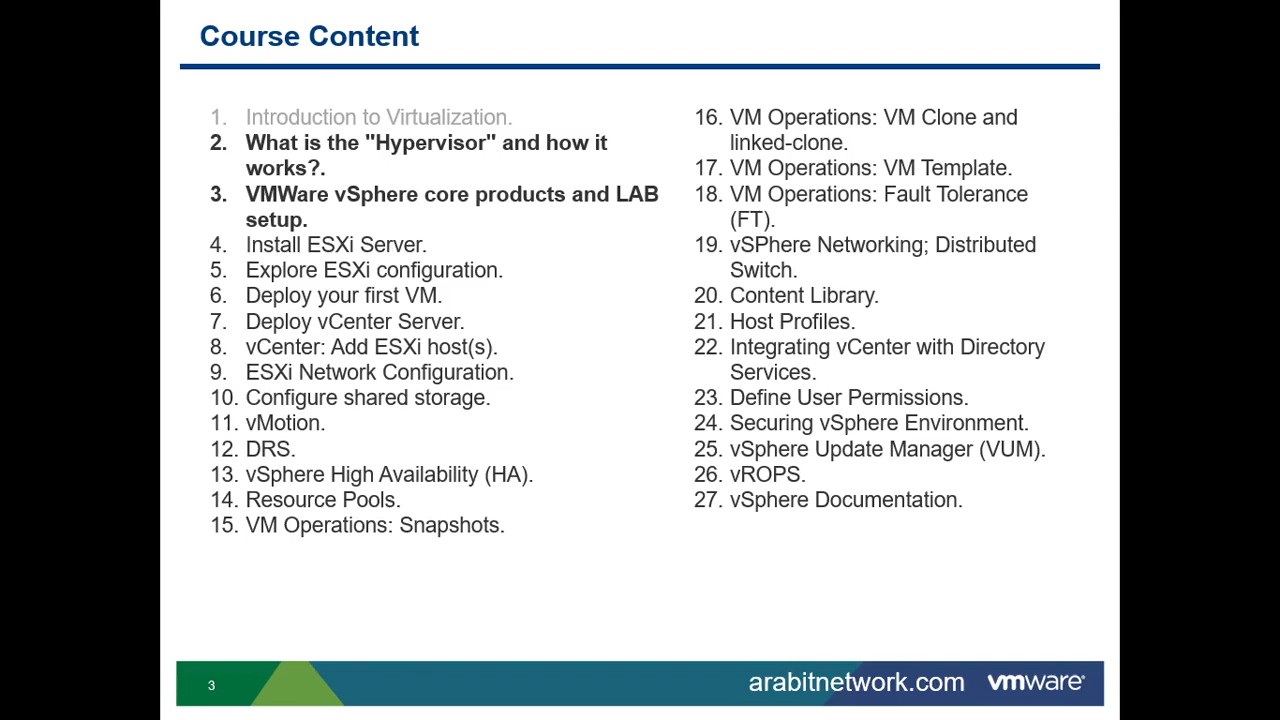 Course Content
1. Introduction to Virtualization.
2. What is the "Hypervisor" and how it
works?.
3. VMWare vSphere core products and LAB
setup.
4. Install ESXi Server.
5. Explore ESXi configuration.
6. Deploy your first VM.
7. Deploy vCenter Server.
8. vCenter: Add ESXi host(s).
9. ESXi Network Configuration.
10. Configure shared storage.
11. vMotion.
12. DRS.
13. vSphere High Availability (HA).
14. Resource Pools.
15. VM Operations: Snapshots.
16. VM Operations: VM Clone and
linked-clone.
17. VM Operations: VM Template.
18. VM Operations: Fault Tolerance
(FT).
19. vSPhere Networking; Distributed
Switch.
20. Content Library.
21. Host Profiles.
22. Integrating vCenter with Directory
Services.
23. Define User Permissions.
24. Securing vSphere Environment.
25. vSphere Update Manager (VUM).
26. vROPS.
27. vSphere Documentation.
3
arabitnetwork.com vmware®